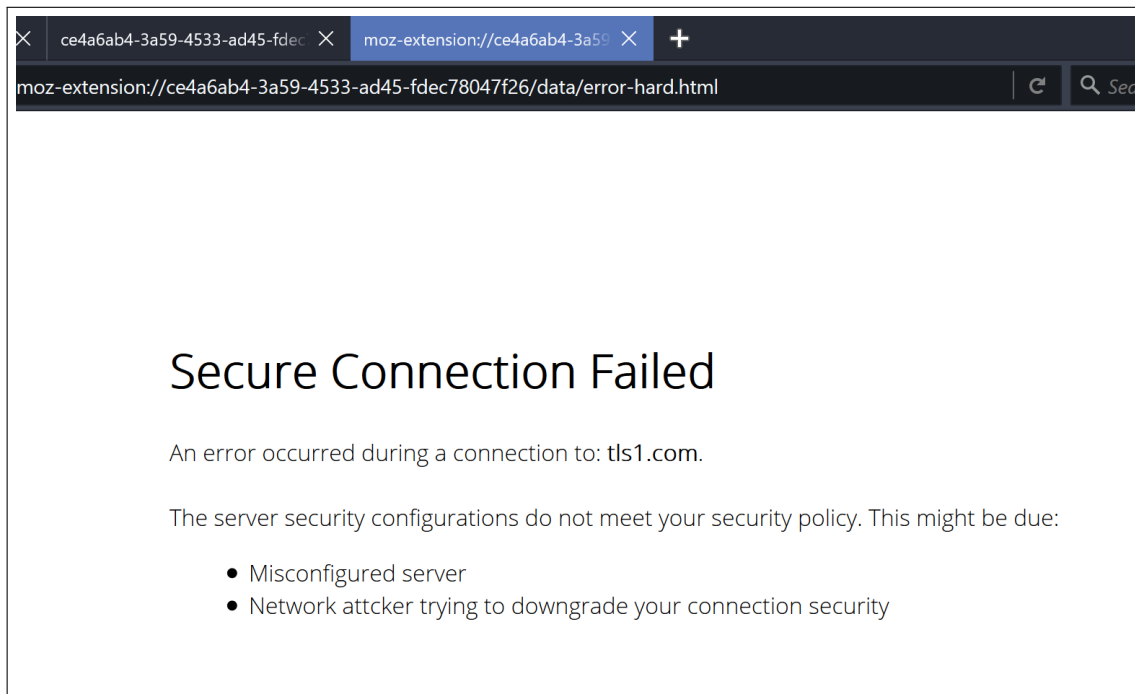 ce4a6ab4-3a59-4533-ad45-fdec
moz-extension://ce4a6ab4-3a59
moz-extension://ce4a6ab4-3a59-4533-ad45-fdec78047f26/data/error-hard.html
Sec
Secure Connection Failed
An error occurred during a connection to: tls1.com.
The server security configurations do not meet your security policy. This might be due:
Misconfigured server
Network attcker trying to downgrade your connection security